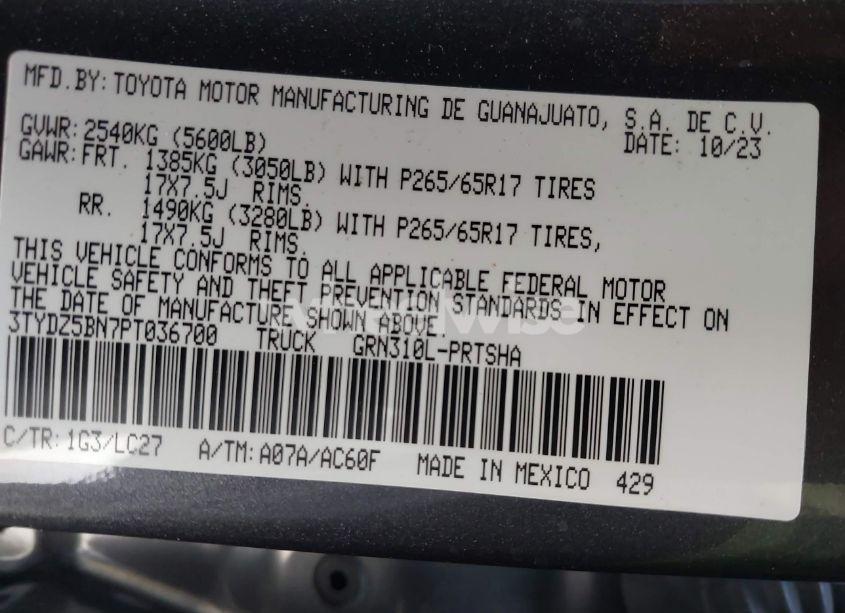 MFD.BY: TOYOTA MOTOR MANUFACTURING DE GUANAJUATO, S.A. DE C.V.
GVWR: 2540KG (5600LB) DATE: 10/23
GAWR: FRT. 1385KG (3050LB) WITH P265/65R17 TIRES
17X7.5J RIMS.
RR. 1490KG (3280LB) WITH P265/65R17 TIRES,
17X7.5J RIMS.
THIS VEHICLE CONFORMS TO ALL APPLICABLE FEDERAL MOTOR
VEHICLE SAFETY AND THEFT PREVENTION STANDARDS IN EFFECT ON
THE DATE OF MANUFACTURE SHOWN ABOVE.
3TYDZ5BN7PT036700 TRUCK GRN310L-PRTSHA
C/TR: 1G3/LC27 A/TM: A07A/AC60F MADE IN MEXICO 429